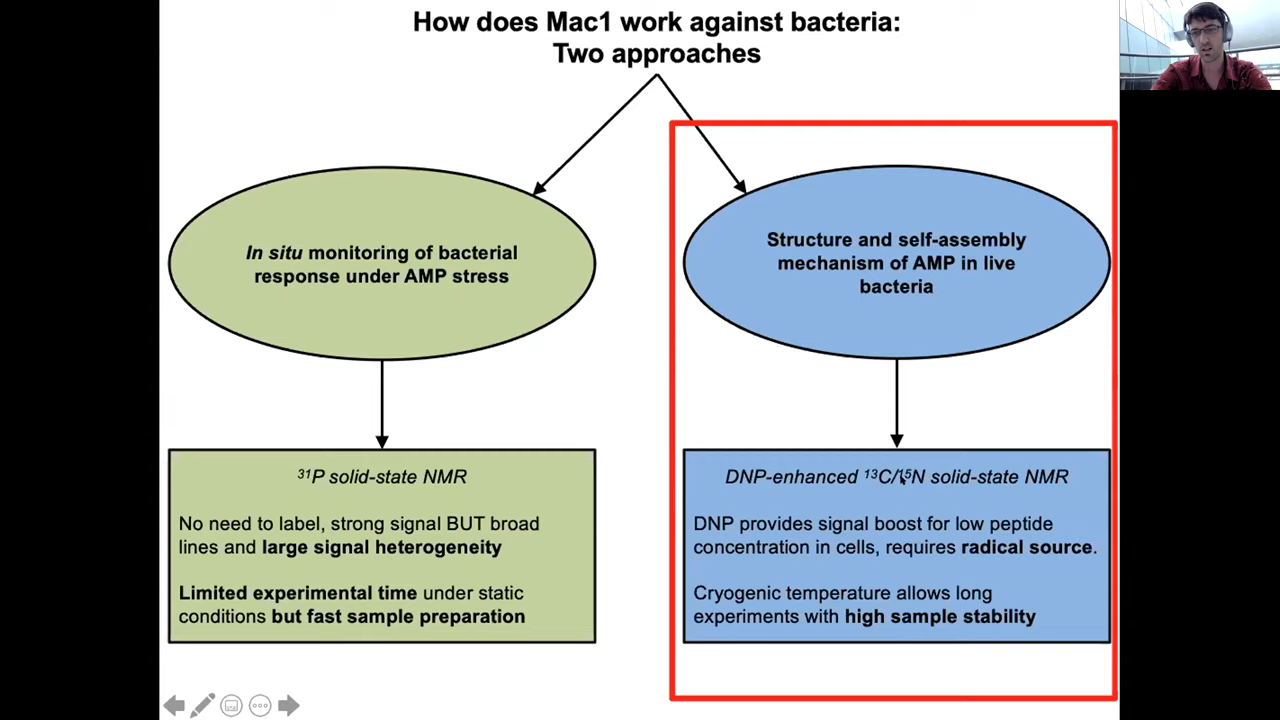 How does Mac1 work against bacteria:
Two approaches
In situ monitoring of bacterial
response under AMP stress
Structure and self-assembly
mechanism of AMP in live
bacteria
³¹P solid-state NMR
No need to label, strong signal BUT broad
lines and large signal heterogeneity
Limited experimental time under static
conditions but fast sample preparation
DNP-enhanced ¹³C/¹⁵N solid-state NMR
DNP provides signal boost for low peptide
concentration in cells, requires radical source.
Cryogenic temperature allows long
experiments with high sample stability